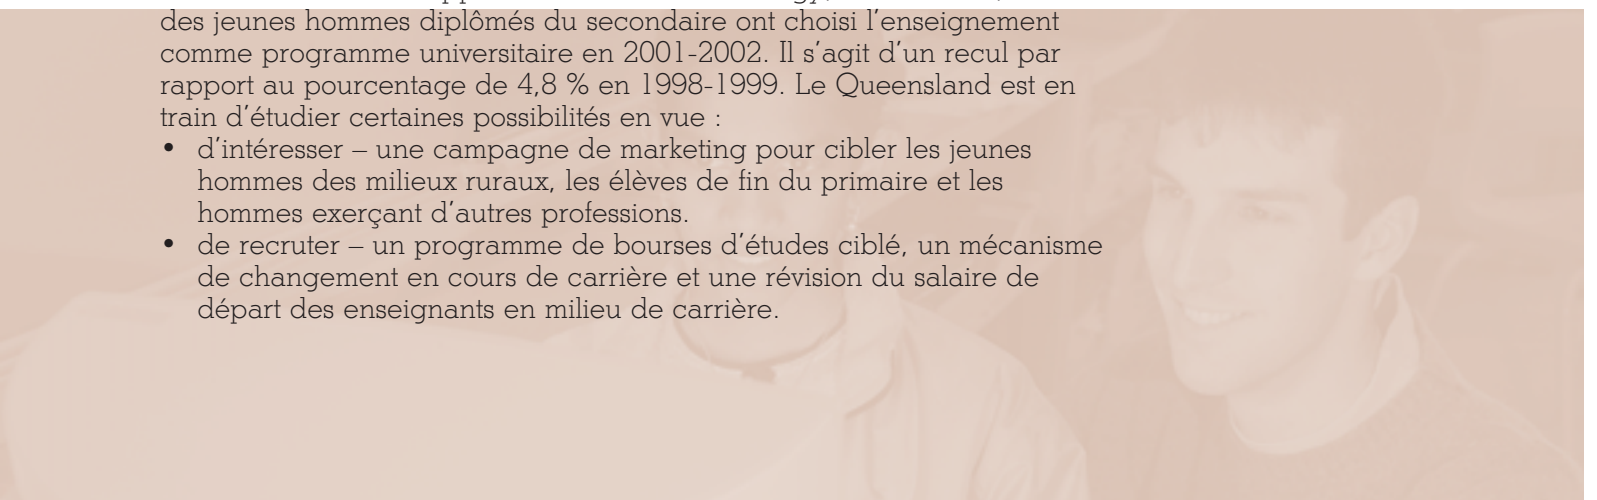 des jeunes hommes diplômés du secondaire ont choisi l'enseignement
comme programme universitaire en 2001-2002. Il s'agit d'un recul par
rapport au pourcentage de 4,8 % en 1998-1999. Le Queensland est en
train d'étudier certaines possibilités en vue :
• d'intéresser – une campagne de marketing pour cibler les jeunes
hommes des milieux ruraux, les élèves de fin du primaire et les
hommes exerçant d'autres professions.
• de recruter – un programme de bourses d'études ciblé, un mécanisme
de changement en cours de carrière et une révision du salaire de
départ des enseignants en milieu de carrière.